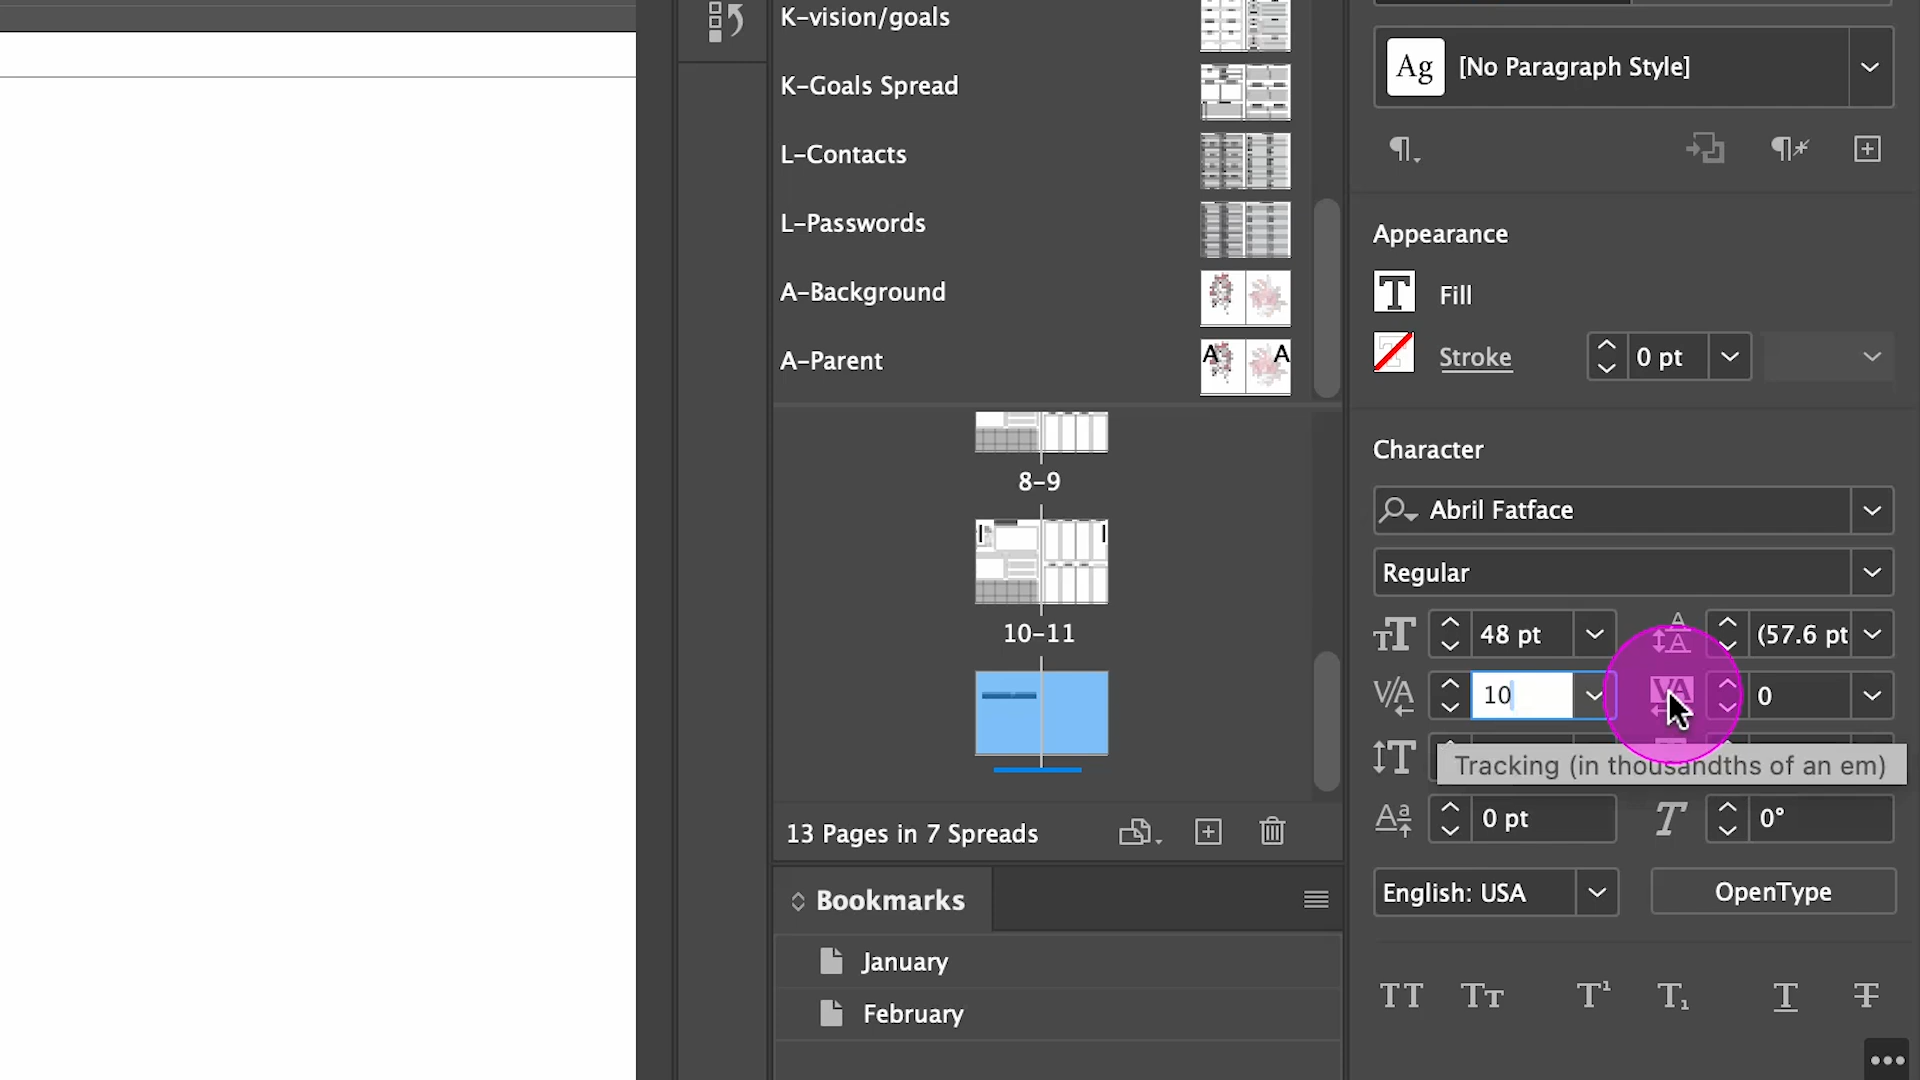 K-vision/goals
K-Goals Spread
L-Contacts
L-Passwords
A-Background
A-Parent
A A
8-9
10-11
13 Pages in 7 Spreads
Bookmarks
January
February
Ag [No Paragraph Style]
Appearance
Fill
Stroke 0 pt
Character
Abril Fatface
Regular
48 pt (57.6 pt
10 0
Tracking (in thousandths of an em)
0 pt 0°
English: USA OpenType